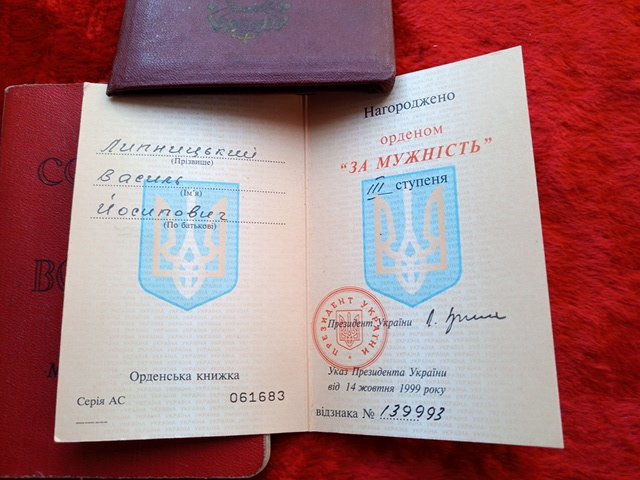 Липницький
(Прізвище)
Василь
(Ім'я)
Йосипович
(По батькові)
Орденська книжка
Серія АС 061683
Нагороджено
орденом
“ЗА МУЖНІСТЬ”
III ступеня
ПРЕЗИДЕНТ УКРАЇНИ
Президент України
Указ Президента України
від 14 жовтня 1999 року
відзнака № 139993